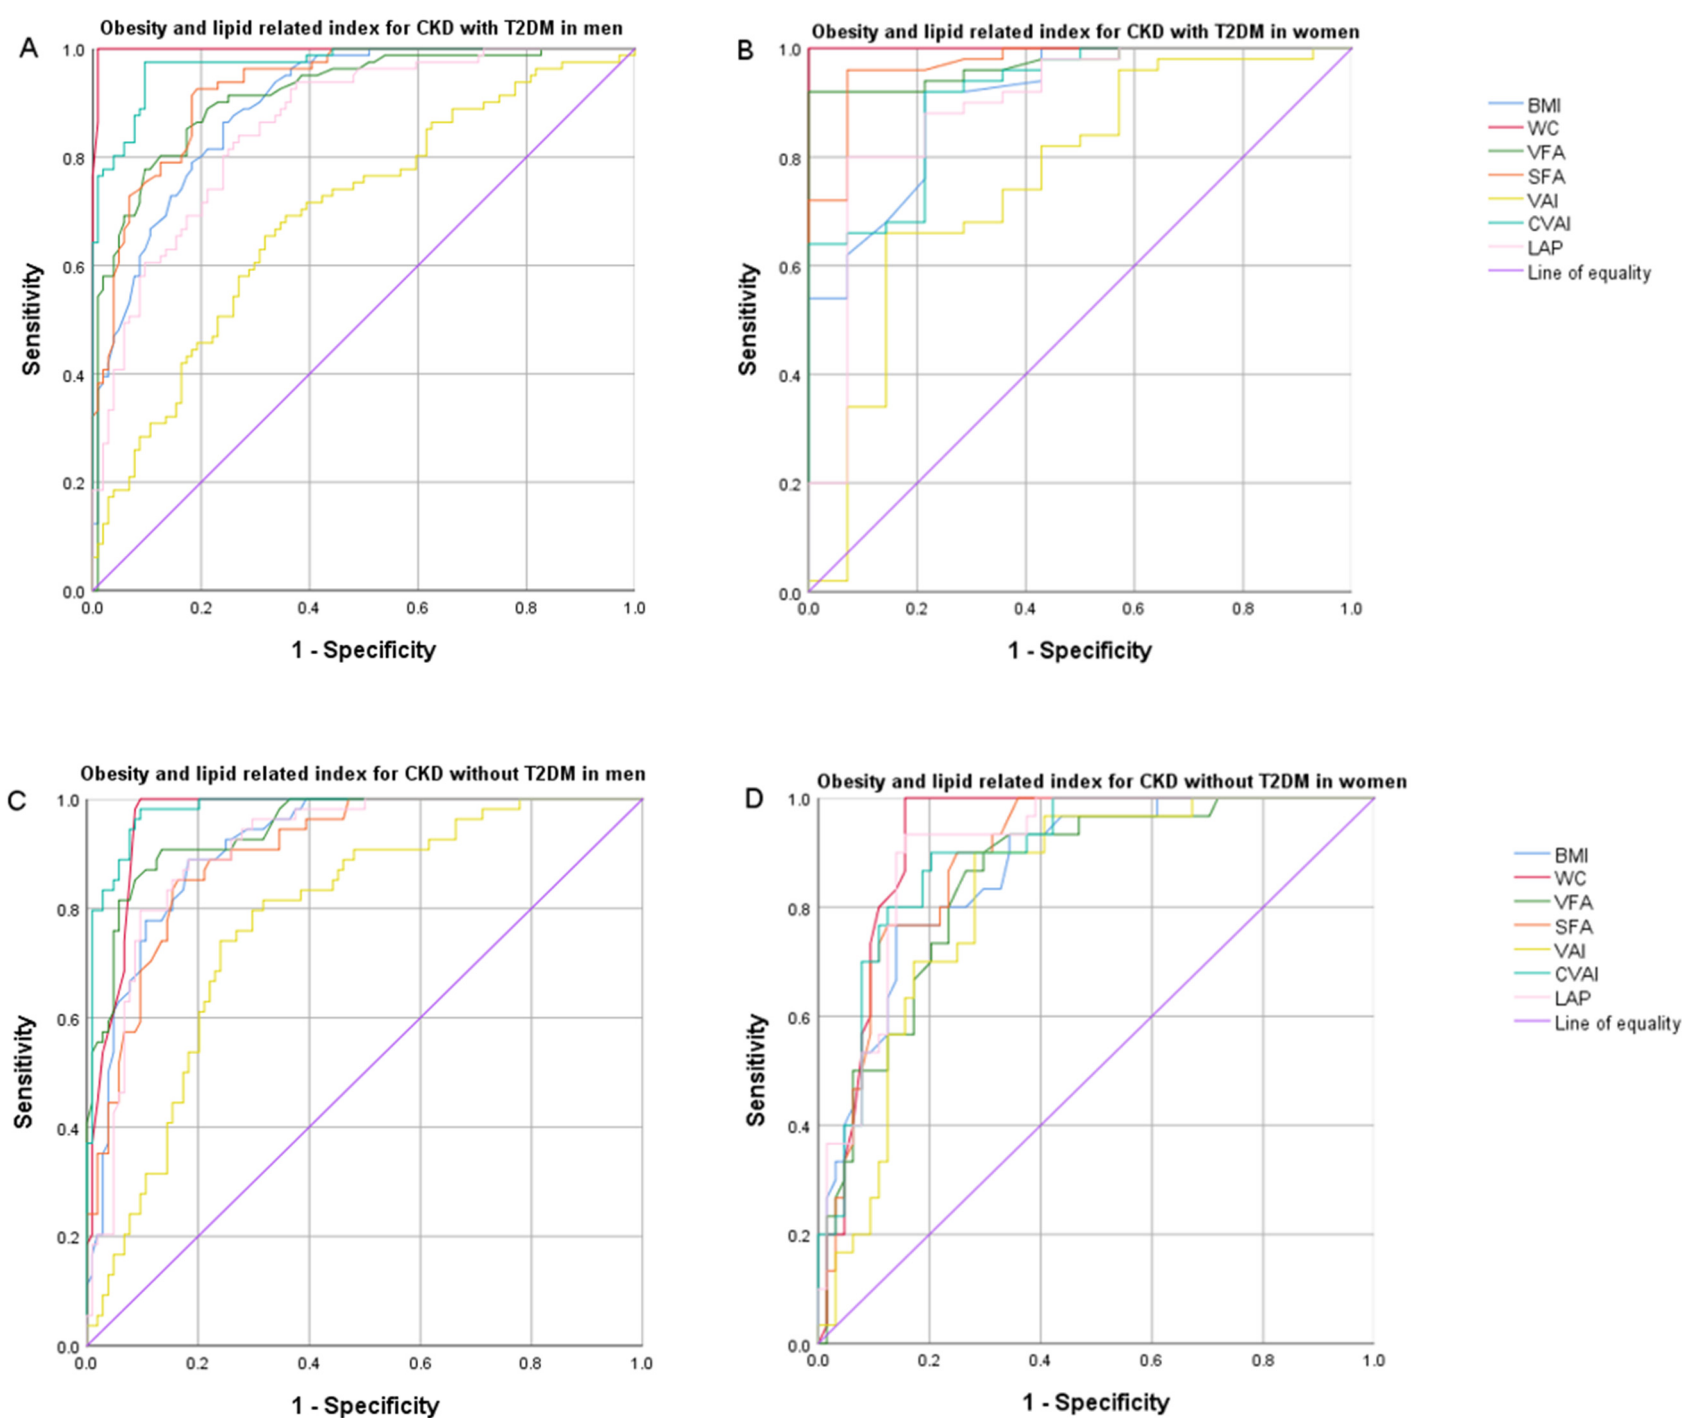 A
Obesity and lipid related index for CKD with T2DM in men
1.0
0.8
0.6
0.4
0.2
0.0
Sensitivity
0.0 0.2 0.4 0.6 0.8 1.0
1 - Specificity
B
Obesity and lipid related index for CKD with T2DM in women
1.0
0.8
0.6
0.4
0.2
0.0
Sensitivity
0.0 0.2 0.4 0.6 0.8 1.0
1 - Specificity
BMI
WC
VFA
SFA
VAI
CVAI
LAP
Line of equality
C
Obesity and lipid related index for CKD without T2DM in men
1.0
0.8
0.6
0.4
0.2
0.0
Sensitivity
0.0 0.2 0.4 0.6 0.8 1.0
1 - Specificity
D
Obesity and lipid related index for CKD without T2DM in women
1.0
0.8
0.6
0.4
0.2
0.0
Sensitivity
0.0 0.2 0.4 0.6 0.8 1.0
1 - Specificity
BMI
WC
VFA
SFA
VAI
CVAI
LAP
Line of equality